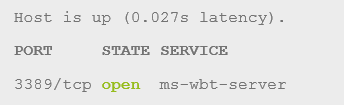 Host is up (0.027s latency).
PORT     STATE SERVICE
3389/tcp open  ms-wbt-server